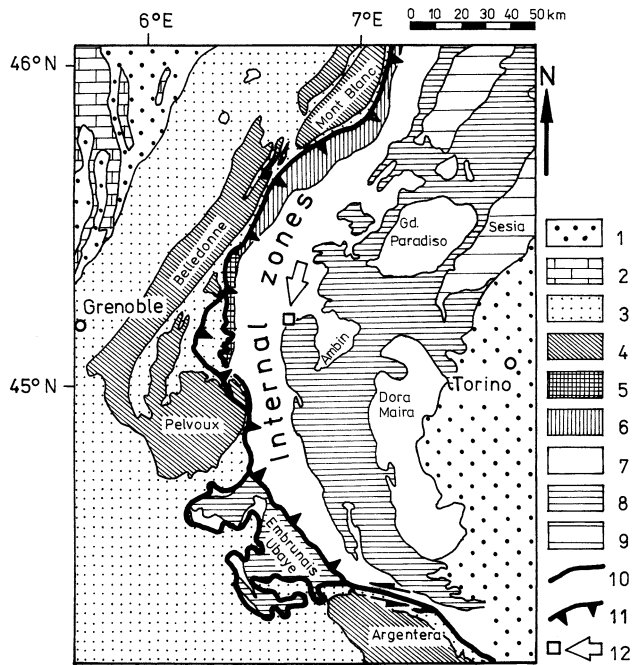 6°E
7°E
0 10 20 30 40 50 km
46°N
N
Mont Blanc
Belledonne
zones
Gd.
Paradiso
Sesia
1
2
3
Grenoble
Internal
Ambin
4
45°N
Torino
5
Dora
Maira
Pelvoux
6
7
8
Embrunais
Ubaye
9
10
11
Argentera
12